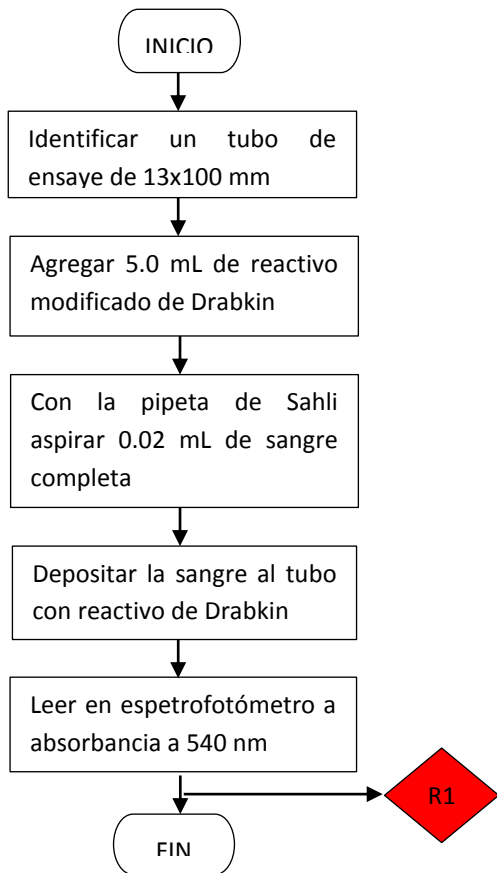 INICIO
Identificar un tubo de
ensaye de 13x100 mm
Agregar 5.0 mL de reactivo
modificado de Drabkin
Con la pipeta de Sahli
aspirar 0.02 mL de sangre
completa
Depositar la sangre al tubo
con reactivo de Drabkin
Leer en espetrofotómetro a
absorbancia a 540 nm
R1
FIN